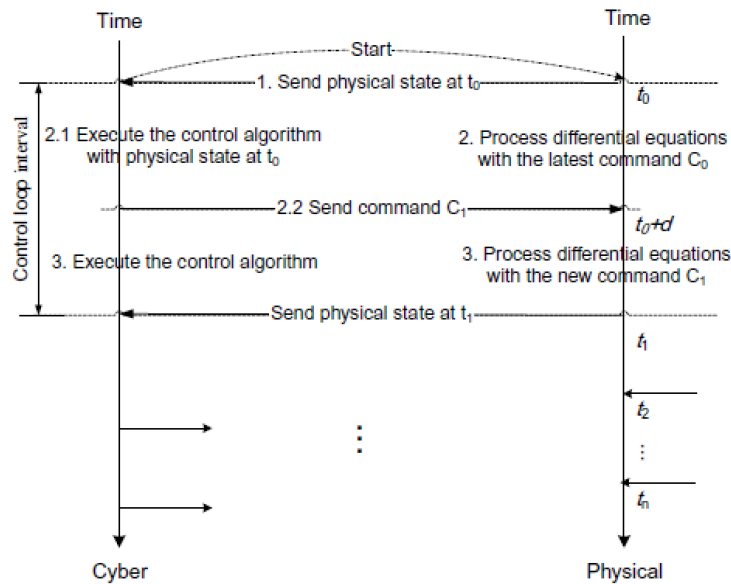 Time
Time
Start
1. Send physical state at t₀
t₀
Control loop interval
2.1 Execute the control algorithm
with physical state at t₀
2. Process differential equations
with the latest command C₀
2.2 Send command C₁
t₀+d
3. Execute the control algorithm
3. Process differential equations
with the new command C₁
Send physical state at t₁
t₁
t₂
⋮
⋮
tₙ
Cyber
Physical